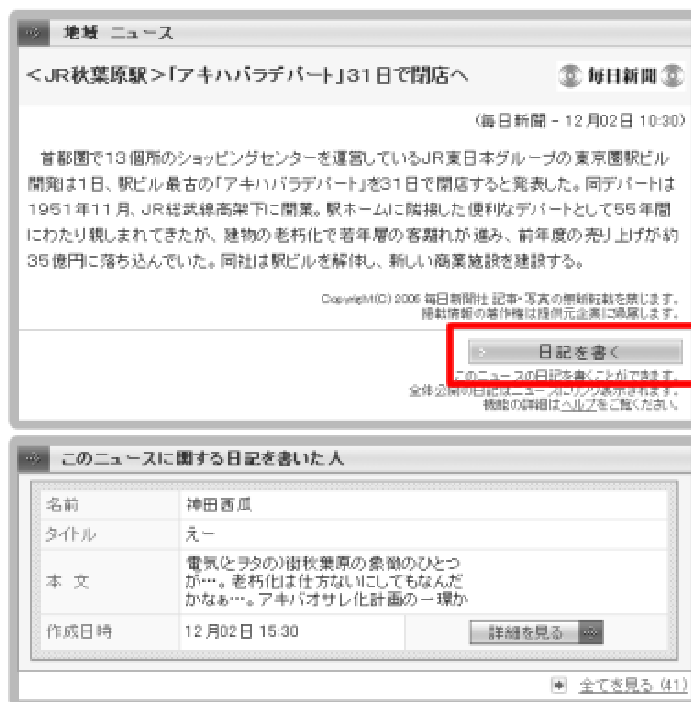 地域 ニュース
＜JR秋葉原駅＞「アキハバラデパート」31日で閉店へ
毎日新聞
(毎日新聞 - 12月02日 10:30)
首都圏で13個所のショッピングセンターを運営しているJR東日本グループの東京圏駅ビル
開発は1日、駅ビル最古の「アキハバラデパート」を31日で閉店すると発表した。同デパートは
1951年11月、JR総武線高架下に開業。駅ホームに隣接した便利なデパートとして55年間
にわたり親しまれてきたが、建物の老朽化で若年層の客離れが進み、前年度の売り上げが約
35億円に落ち込んでいた。同社は駅ビルを解体し、新しい商業施設を建設する。
Copyright(C) 2006 毎日新聞社 記事・写真の無断転載を禁じます。
掲載情報の著作権は提供元企業に帰属します。
日記を書く
このニュースの日記を書くことができます。
全体公開の日記はニュースにリンク表示されます。
機能の詳細はヘルプをご覧ください。
このニュースに関する日記を書いた人
名前 神田西瓜
タイトル えー
本 文 電気(とヲタの)街秋葉原の象徴のひとつ
が…。老朽化は仕方ないにしてもなんだ
かなぁ…。アキバオサレ化計画の一環か
作成日時 12月02日 15:30 詳細を見る
全てを見る (41)